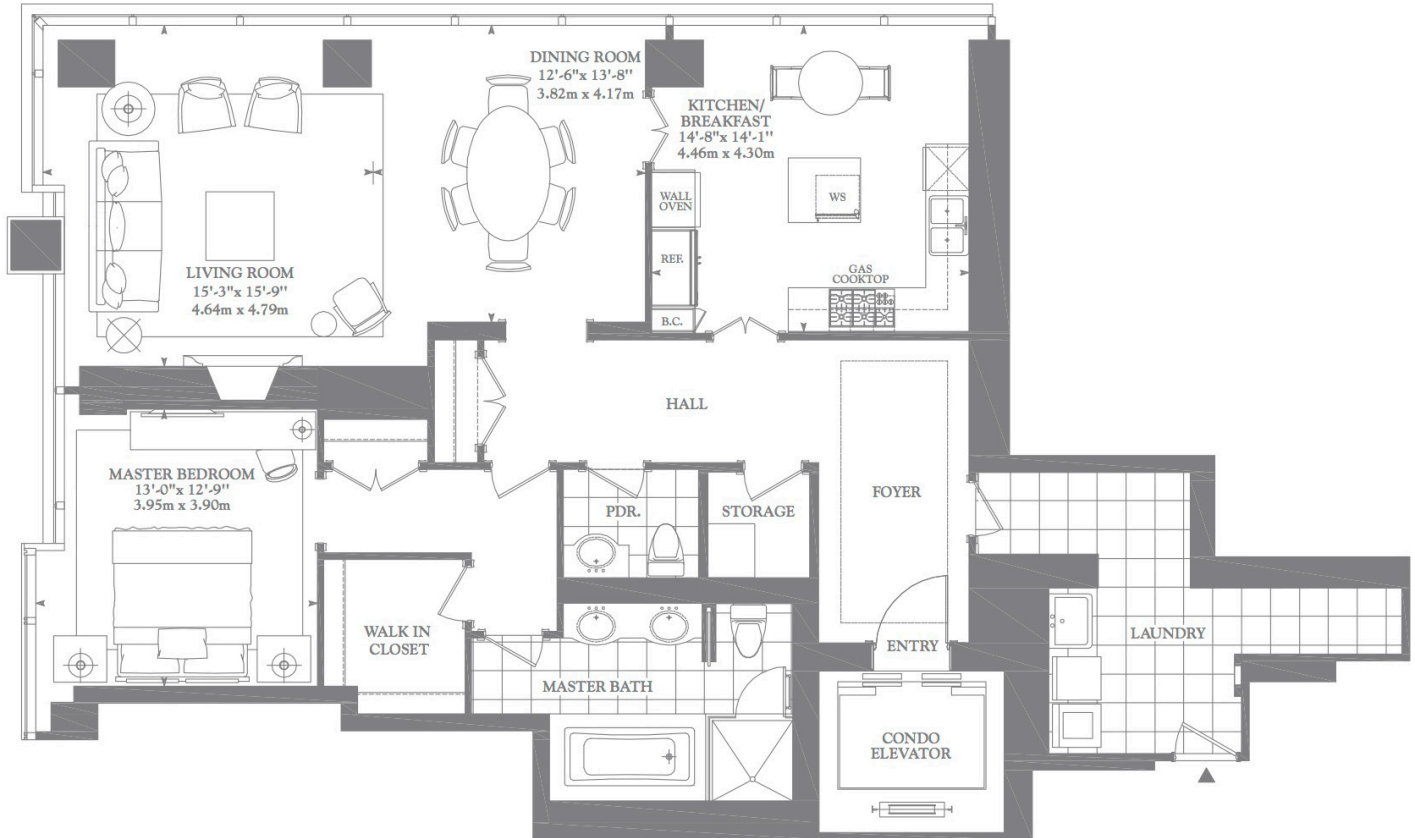 DINING ROOM
12'-6"x 13'-8''
3.82m x 4.17m
KITCHEN/
BREAKFAST
14'-8"x 14'-1''
4.46m x 4.30m
WALL
OVEN
WS
REF.
GAS
COOKTOP
B.C.
LIVING ROOM
15'-3"x 15'-9''
4.64m x 4.79m
HALL
MASTER BEDROOM
13'-0"x 12'-9''
3.95m x 3.90m
PDR.
STORAGE
FOYER
WALK IN
CLOSET
ENTRY
LAUNDRY
MASTER BATH
CONDO
ELEVATOR